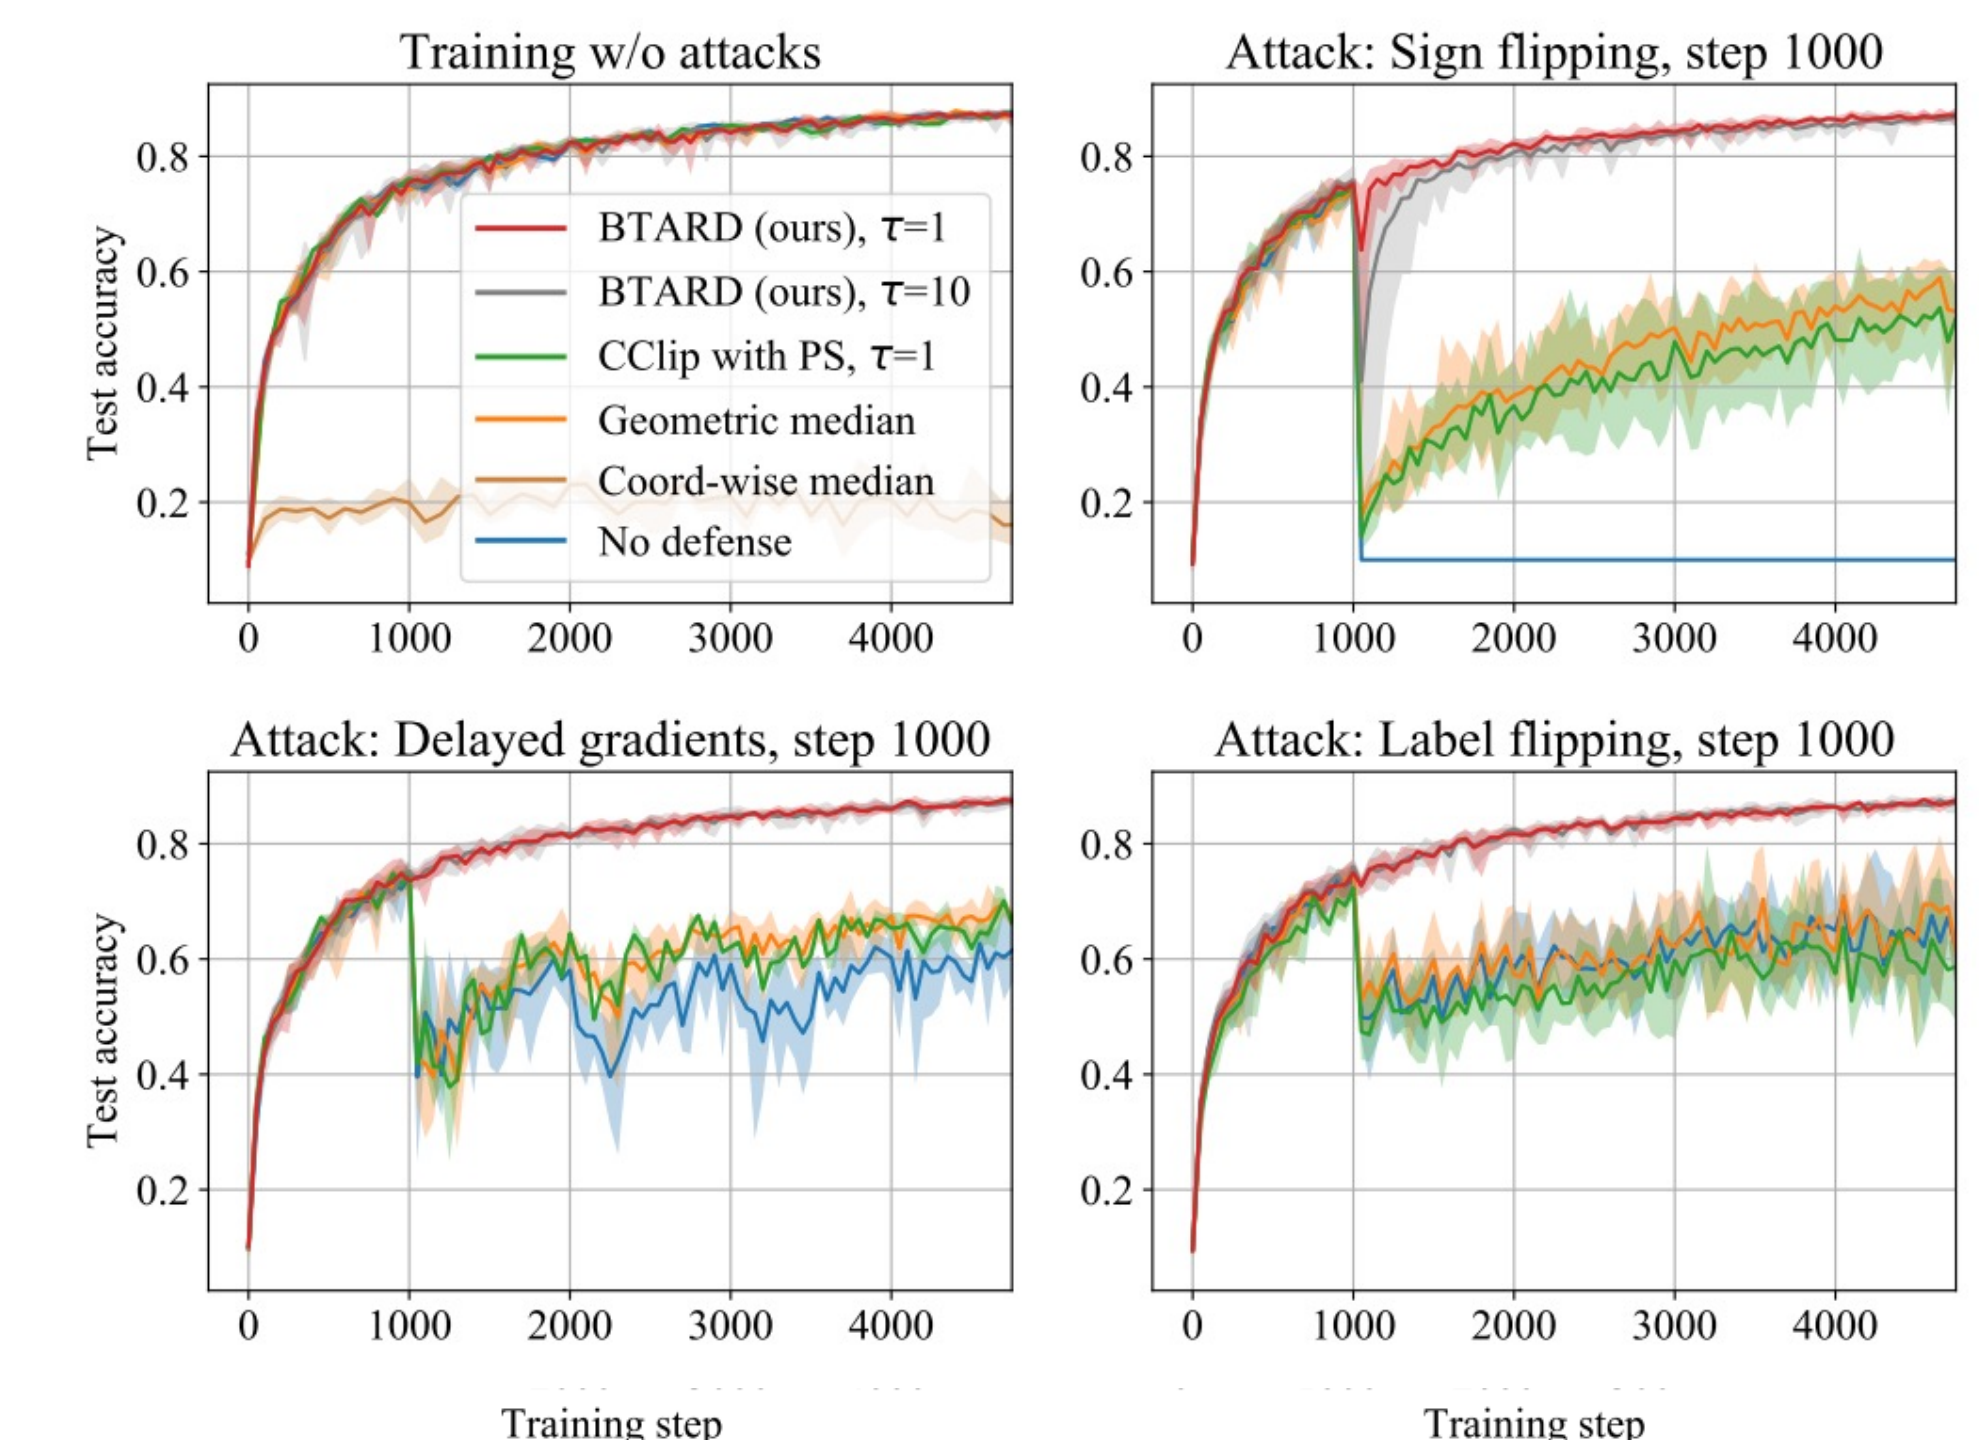 Training w/o attacks
Test accuracy
0.8
0.6
0.4
0.2
BTARD (ours), τ=1
BTARD (ours), τ=10
CClip with PS, τ=1
Geometric median
Coord-wise median
No defense
0 1000 2000 3000 4000
Attack: Sign flipping, step 1000
0.8
0.6
0.4
0.2
0 1000 2000 3000 4000
Attack: Delayed gradients, step 1000
Test accuracy
0.8
0.6
0.4
0.2
0 1000 2000 3000 4000
Training step
Attack: Label flipping, step 1000
0.8
0.6
0.4
0.2
0 1000 2000 3000 4000
Training step